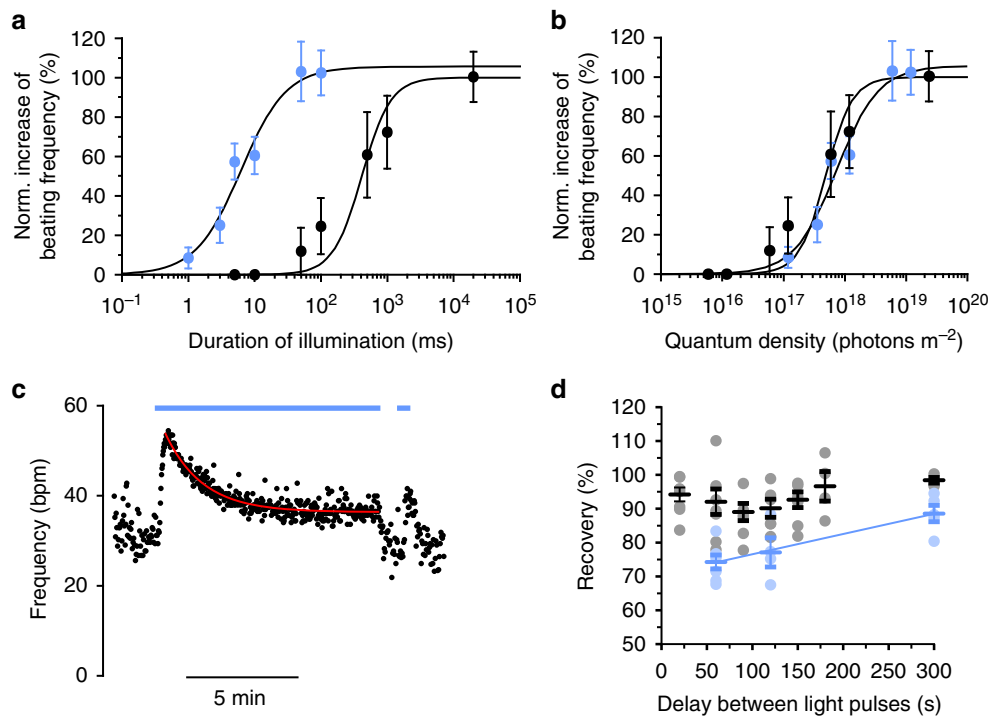 a
120
100
80
60
40
20
0
Norm. increase of
beating frequency (%)
10⁻¹ 1 10 10² 10³ 10⁴ 10⁵
Duration of illumination (ms)
b
120
100
80
60
40
20
0
Norm. increase of
beating frequency (%)
10¹⁵ 10¹⁶ 10¹⁷ 10¹⁸ 10¹⁹ 10²⁰
Quantum density (photons m⁻²)
c
60
40
20
0
Frequency (bpm)
5 min
d
120
110
100
90
80
70
60
50
Recovery (%)
0 50 100 150 200 250 300
Delay between light pulses (s)